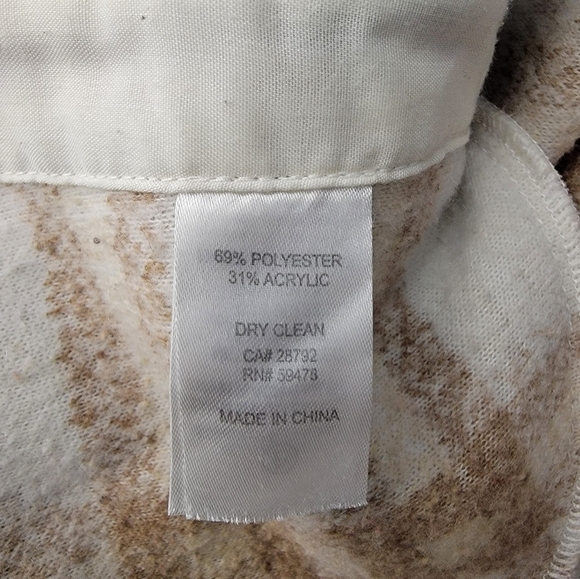 69% POLYESTER
31% ACRYLIC
DRY CLEAN
CA# 28792
RN# 59478
MADE IN CHINA